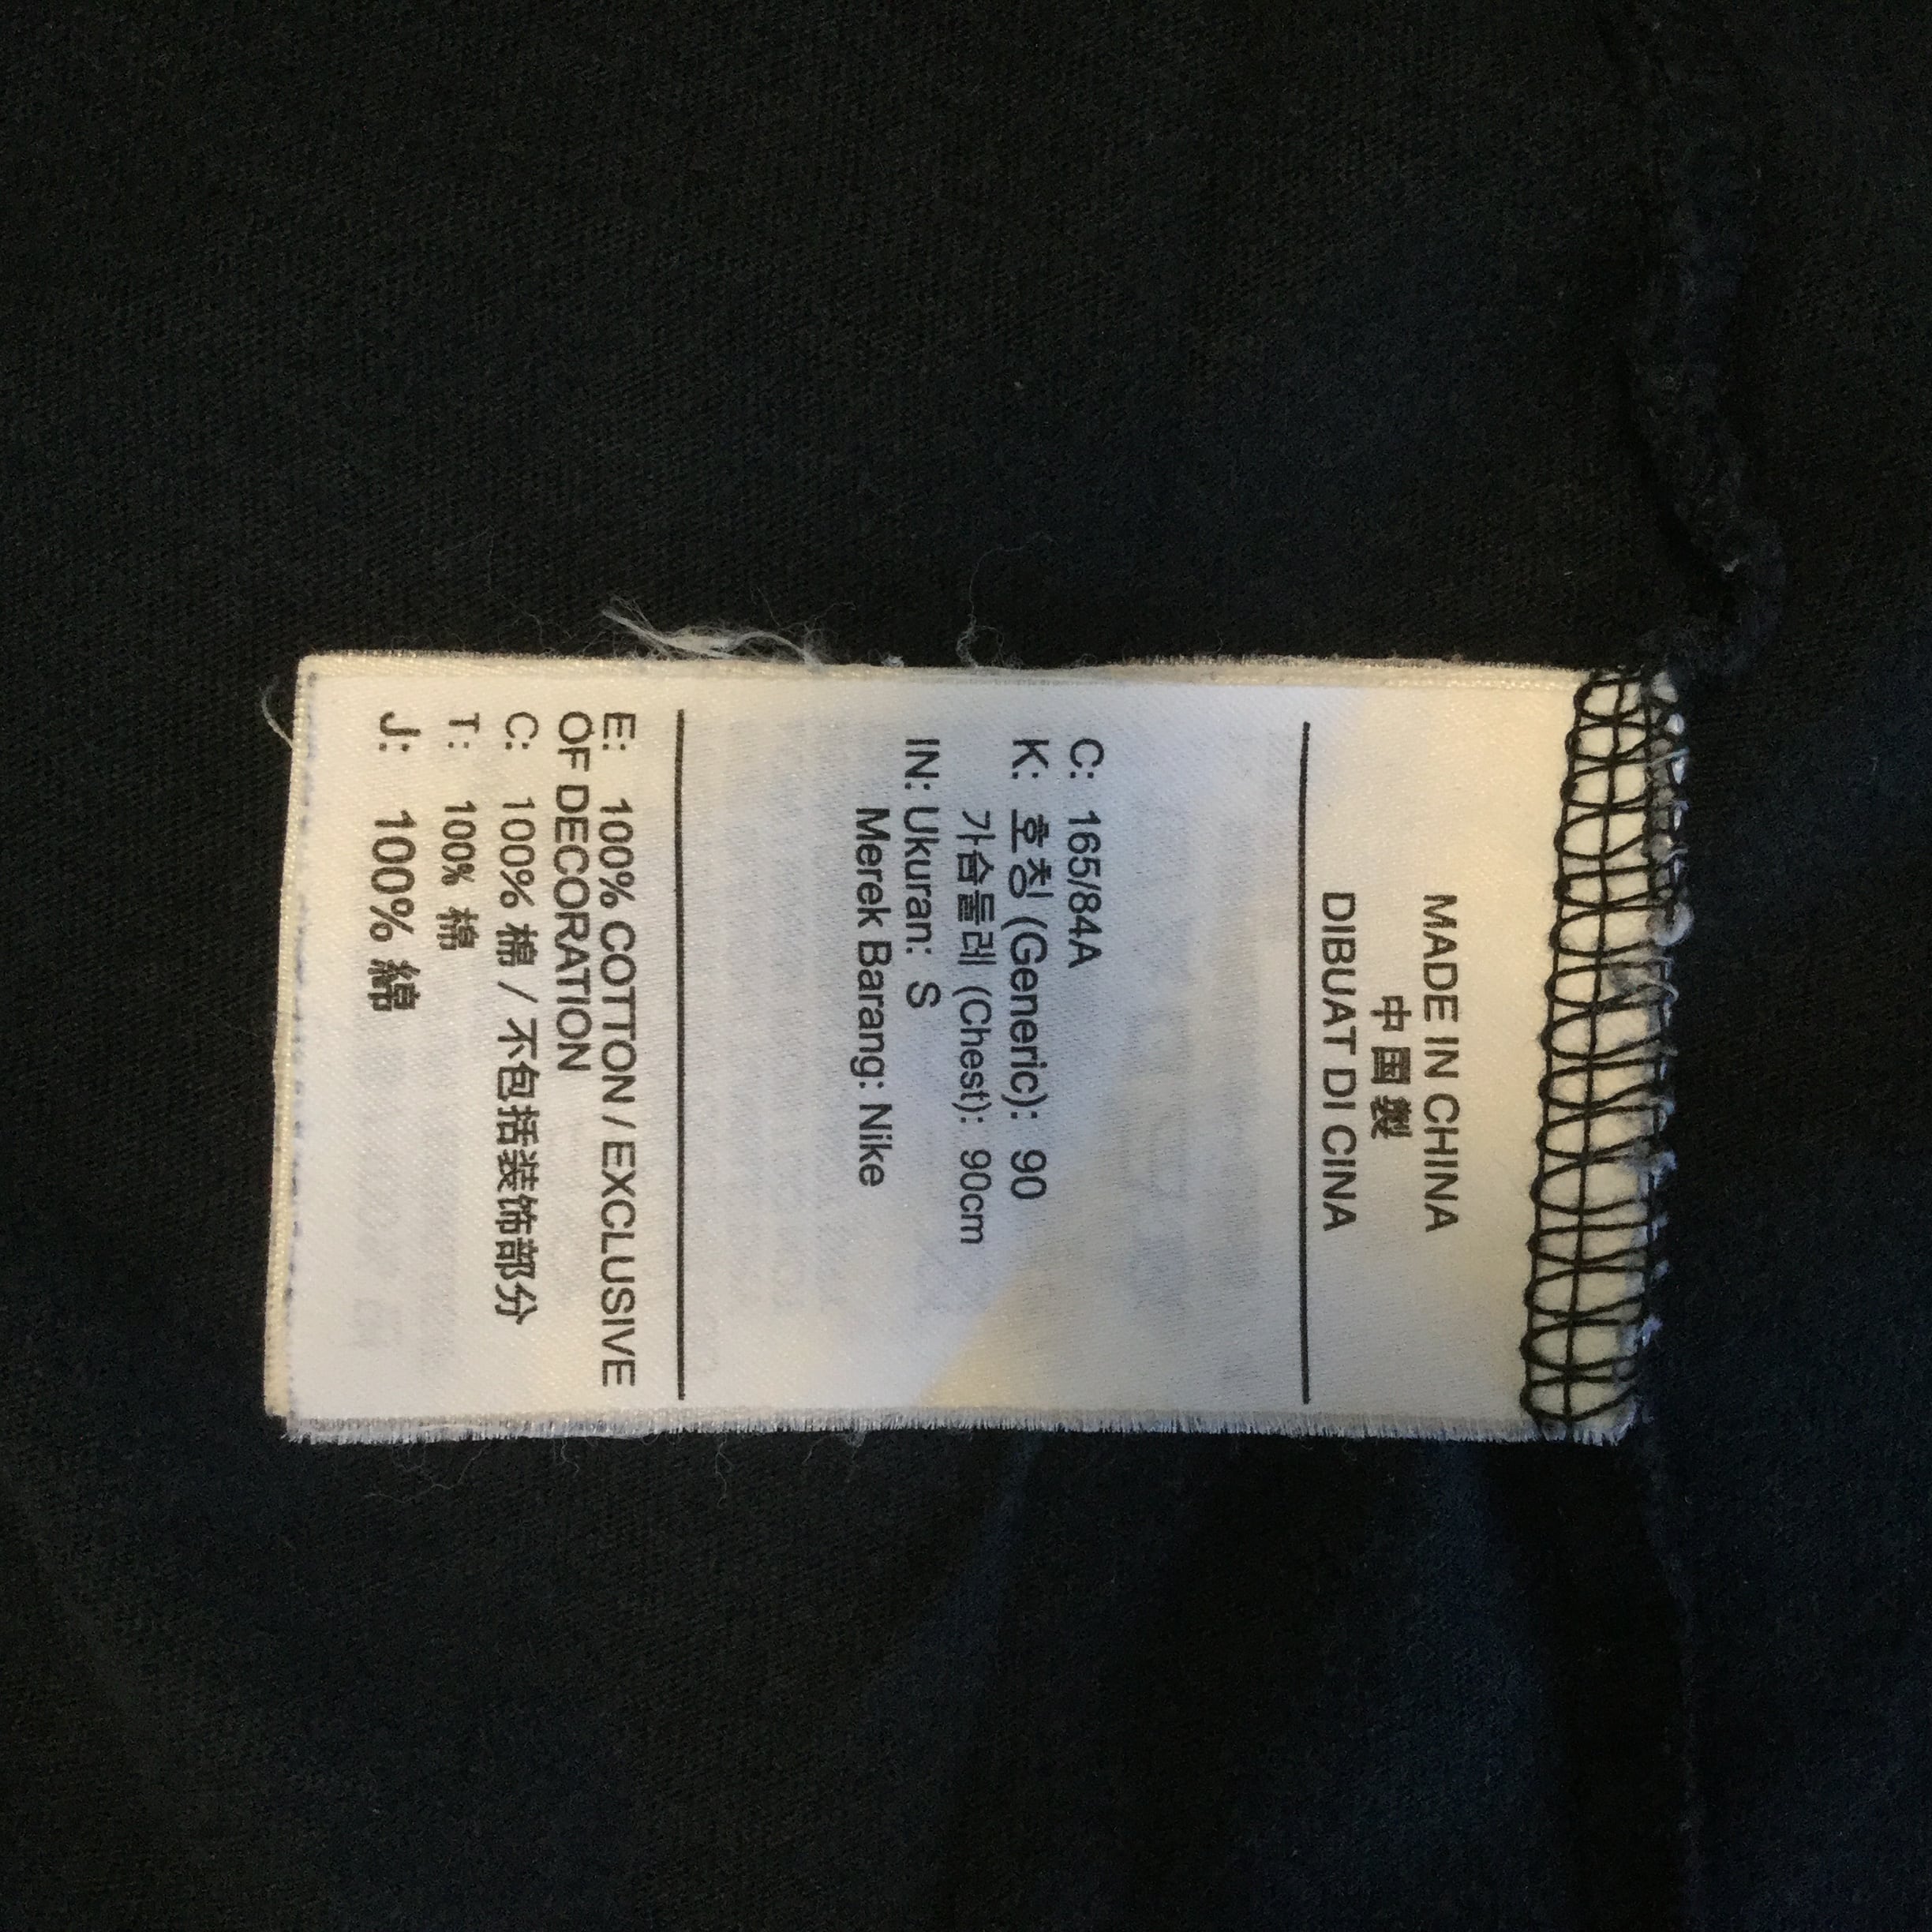 MADE IN CHINA
中国製
DIBUAT DI CINA
C: 165/84A
K: 호칭 (Generic): 90
가슴둘레 (Chest): 90cm
IN: Ukuran: S
Merek Barang: Nike
E: 100% COTTON / EXCLUSIVE
OF DECORATION
C: 100% 棉 / 不包括装饰部分
T: 100% 棉
J: 100% 綿